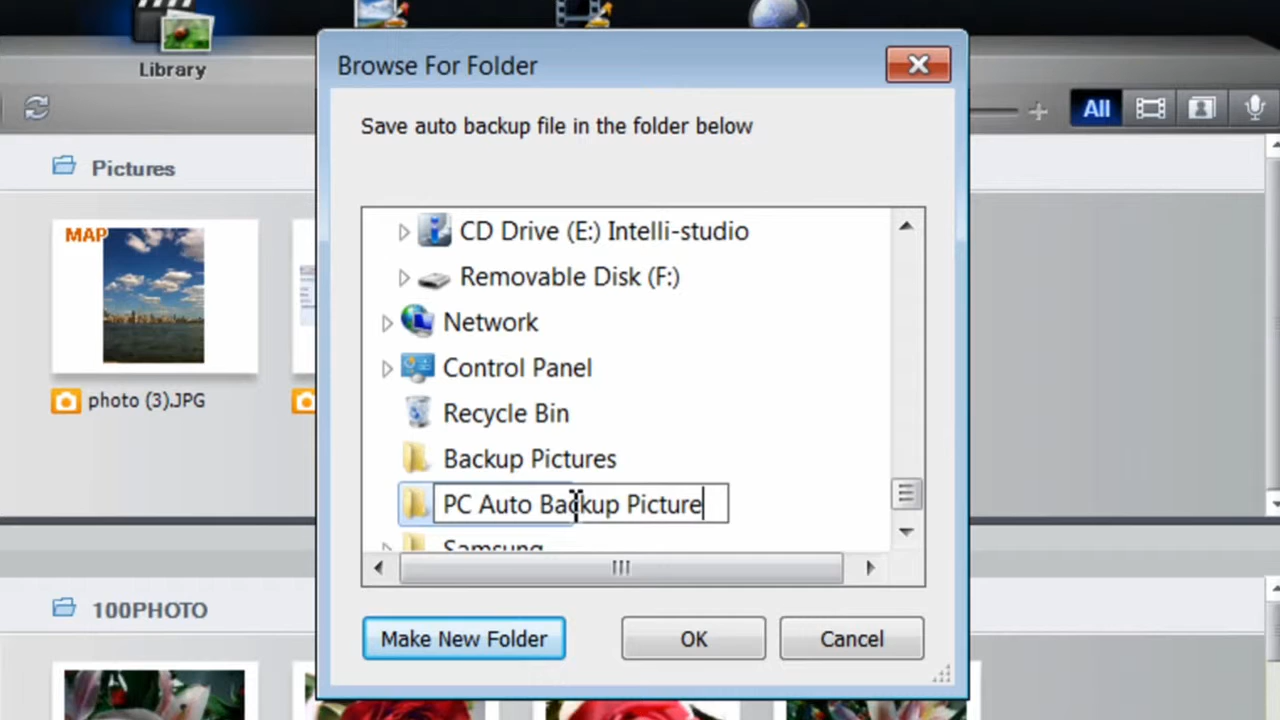 Library
Browse For Folder
All
Save auto backup file in the folder below
Pictures
MAP
photo (3).JPG
CD Drive (E:) Intelli-studio
Removable Disk (F:)
Network
Control Panel
Recycle Bin
Backup Pictures
PC Auto Backup Picture
Samsung
100PHOTO
Make New Folder
OK
Cancel